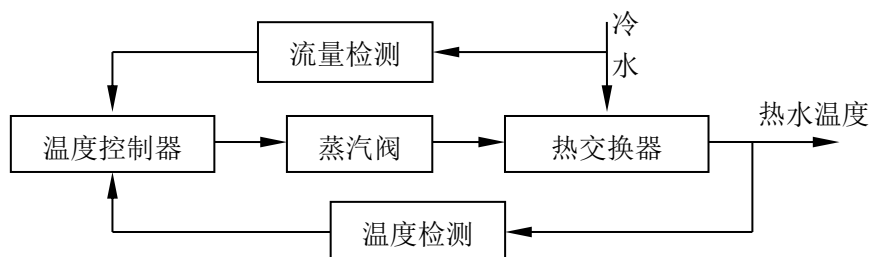 冷
水
流量检测
热水温度
温度控制器
蒸汽阀
热交换器
温度检测